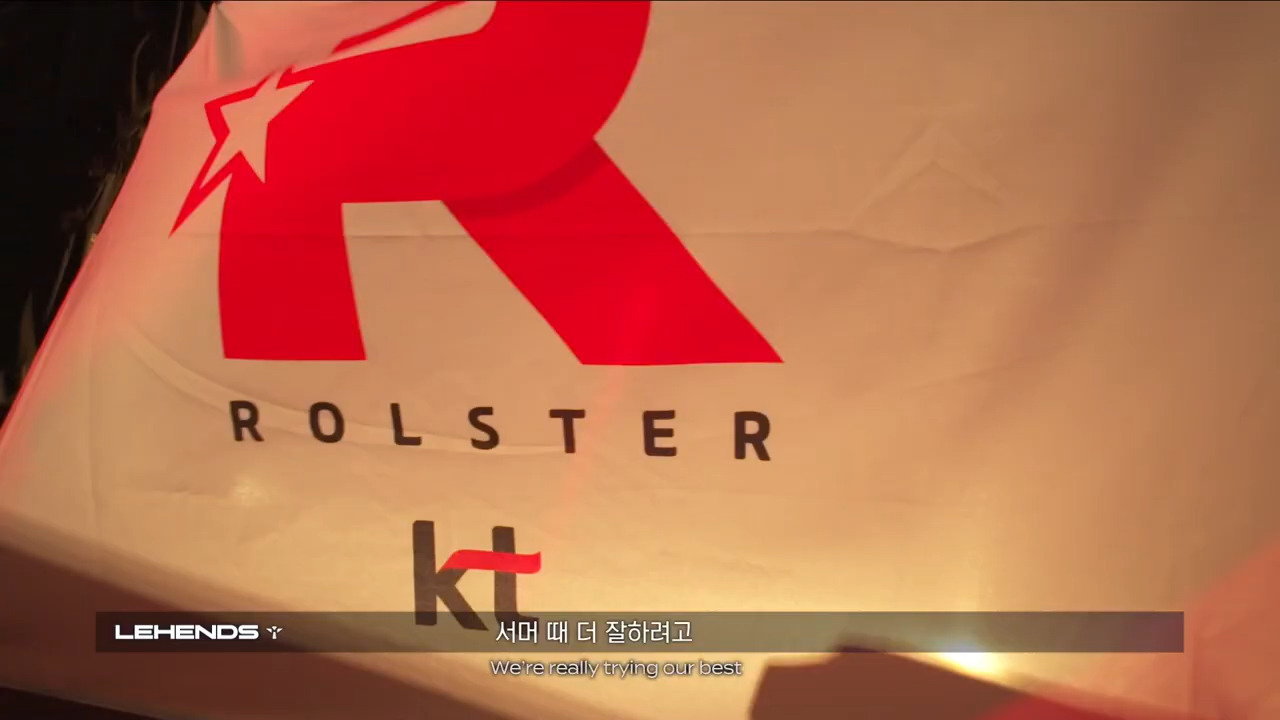 ROLSTER
kt
LEHENDS
서머 때 더 잘하려고
We're really trying our best